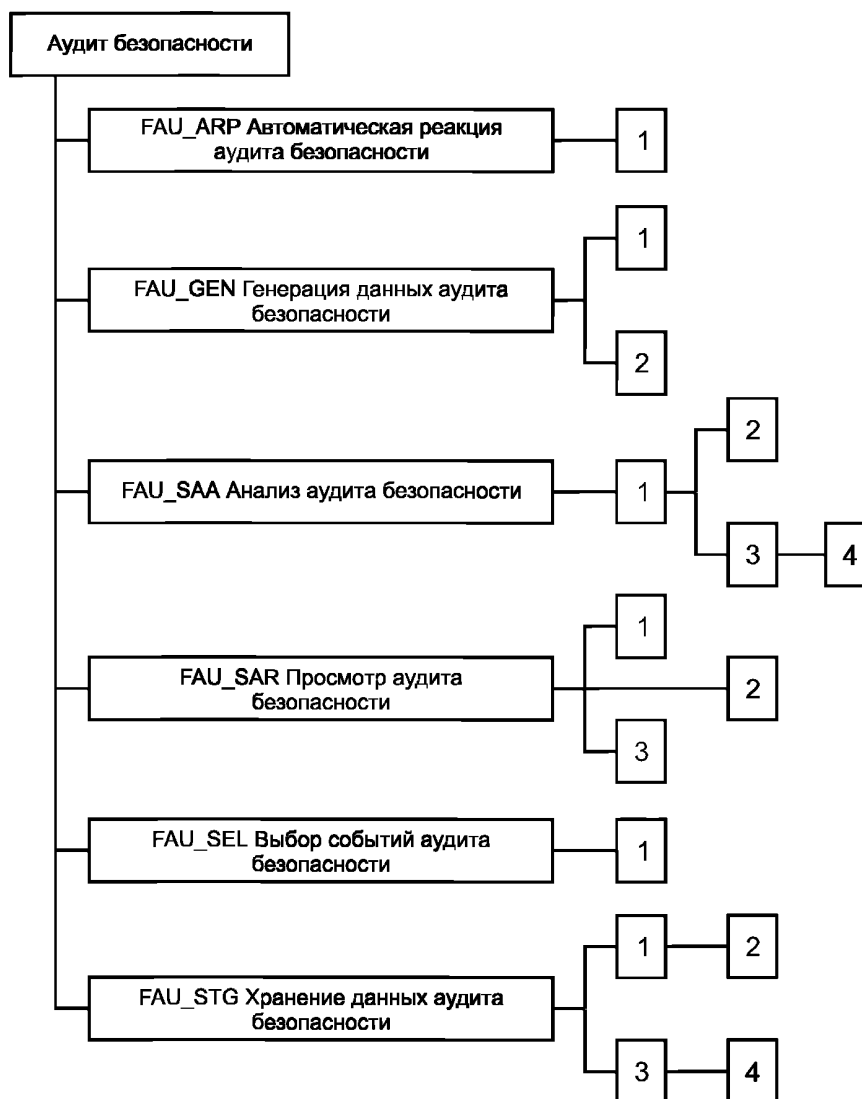 Аудит безопасности
FAU_ARP Автоматическая реакция
аудита безопасности
1
1
FAU_GEN Генерация данных аудита
безопасности
2
2
FAU_SAA Анализ аудита безопасности
1
3
4
1
FAU_SAR Просмотр аудита
безопасности
2
3
FAU_SEL Выбор событий аудита
безопасности
1
1
2
FAU_STG Хранение данных аудита
безопасности
3
4